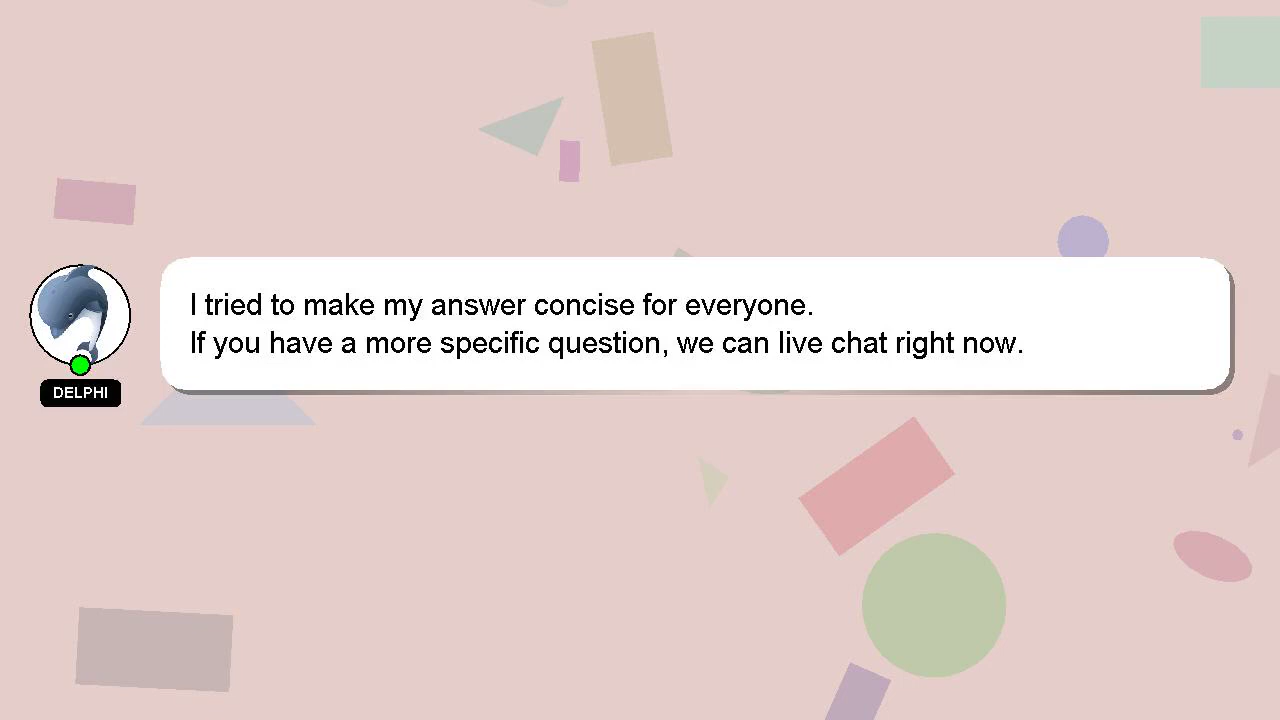 I tried to make my answer concise for everyone.
If you have a more specific question, we can live chat right now.
DELPHI